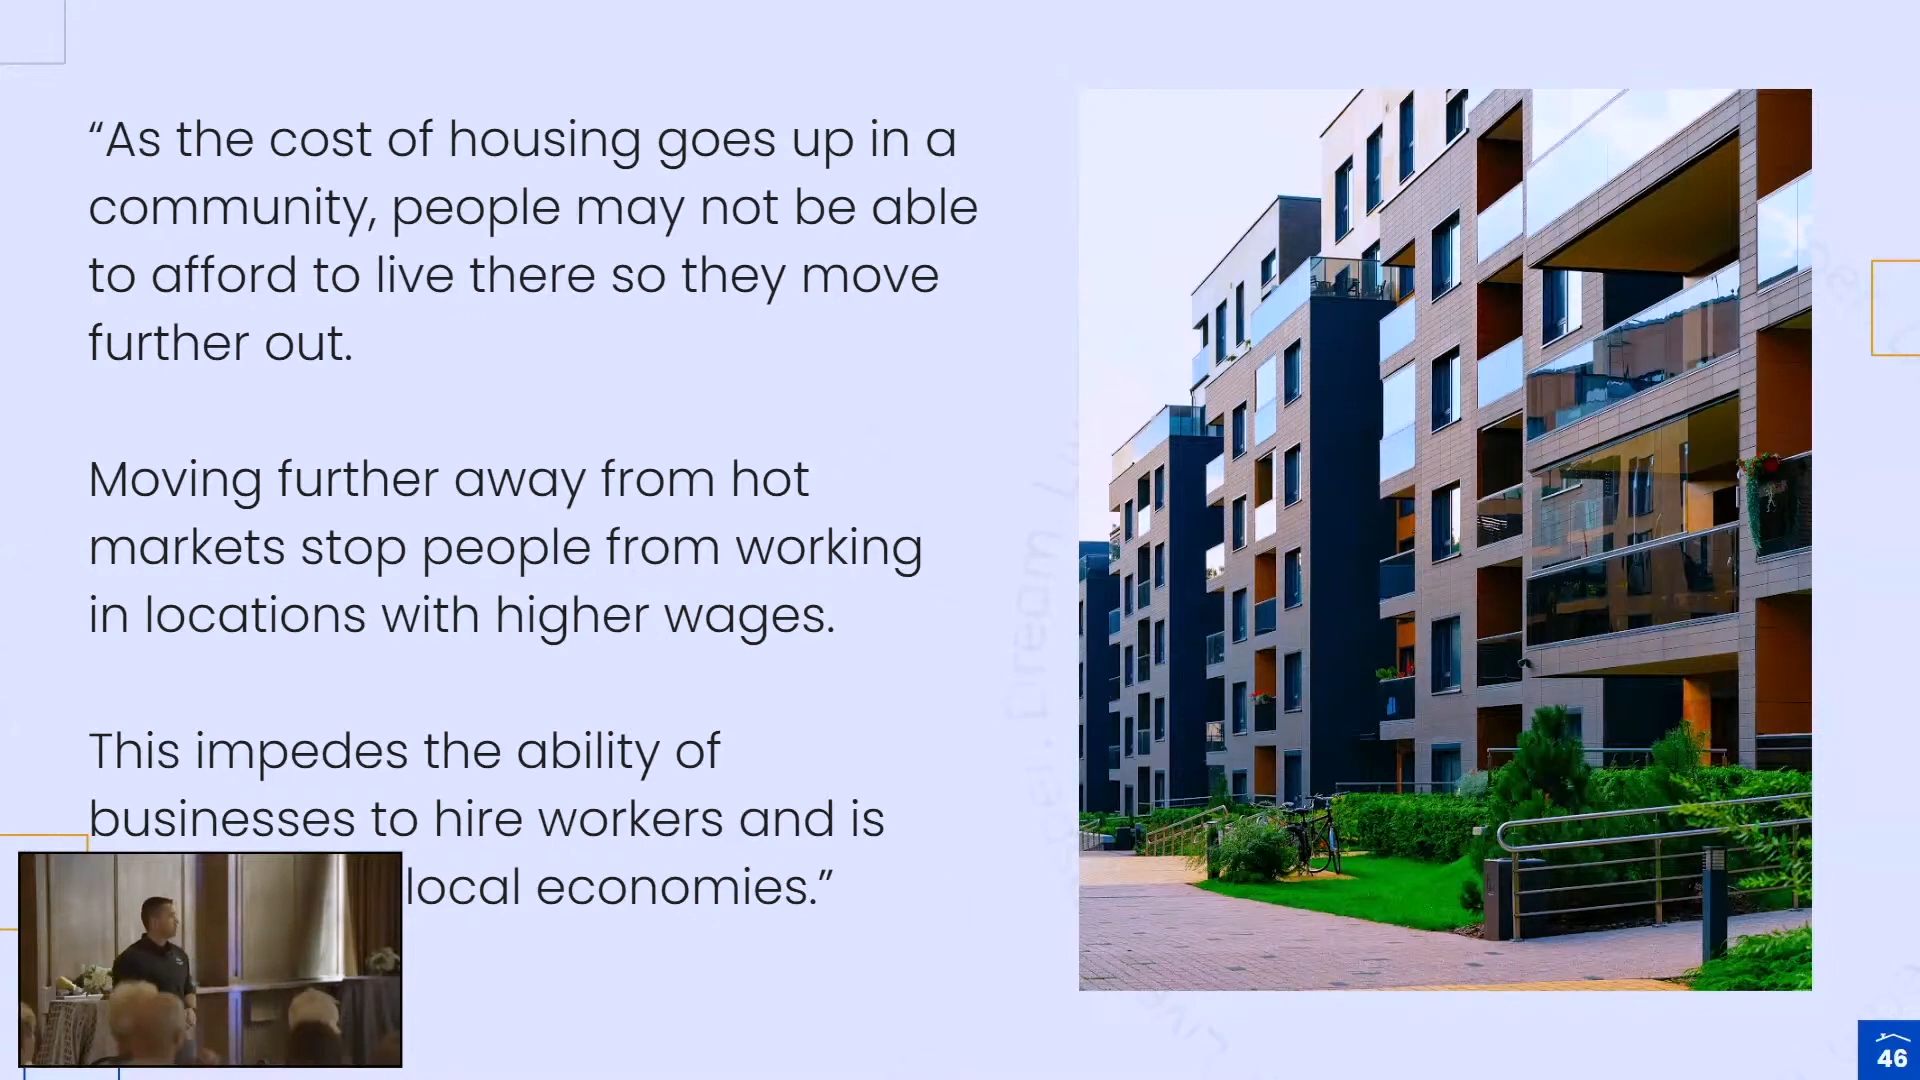 “As the cost of housing goes up in a
community, people may not be able
to afford to live there so they move
further out.
Moving further away from hot
markets stop people from working
in locations with higher wages.
This impedes the ability of
businesses to hire workers and is
local economies.”
Dream
46